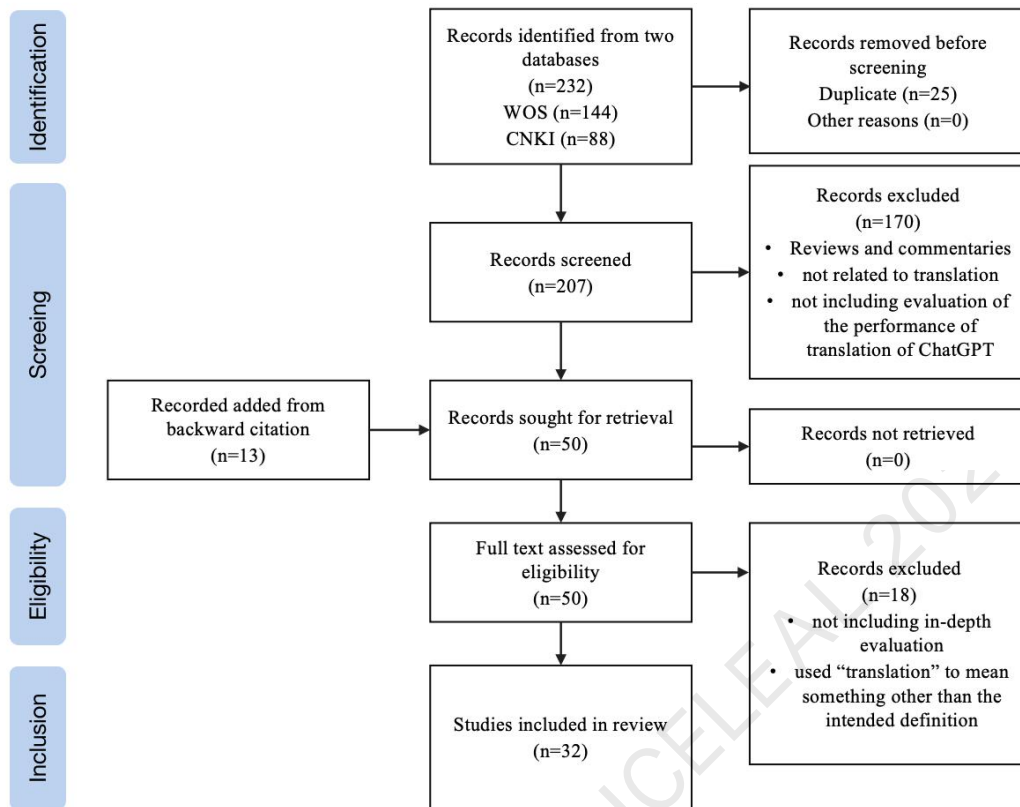 Identification
Records identified from two
databases
(n=232)
WOS (n=144)
CNKI (n=88)
Records removed before
screening
Duplicate (n=25)
Other reasons (n=0)
Screeing
Records screened
(n=207)
Records excluded
(n=170)
• Reviews and commentaries
• not related to translation
• not including evaluation of
the performance of
translation of ChatGPT
Recorded added from
backward citation
(n=13)
Records sought for retrieval
(n=50)
Records not retrieved
(n=0)
Eligibility
Full text assessed for
eligibility
(n=50)
Records excluded
(n=18)
• not including in-depth
evaluation
• used “translation” to mean
something other than the
intended definition
Inclusion
Studies included in review
(n=32)